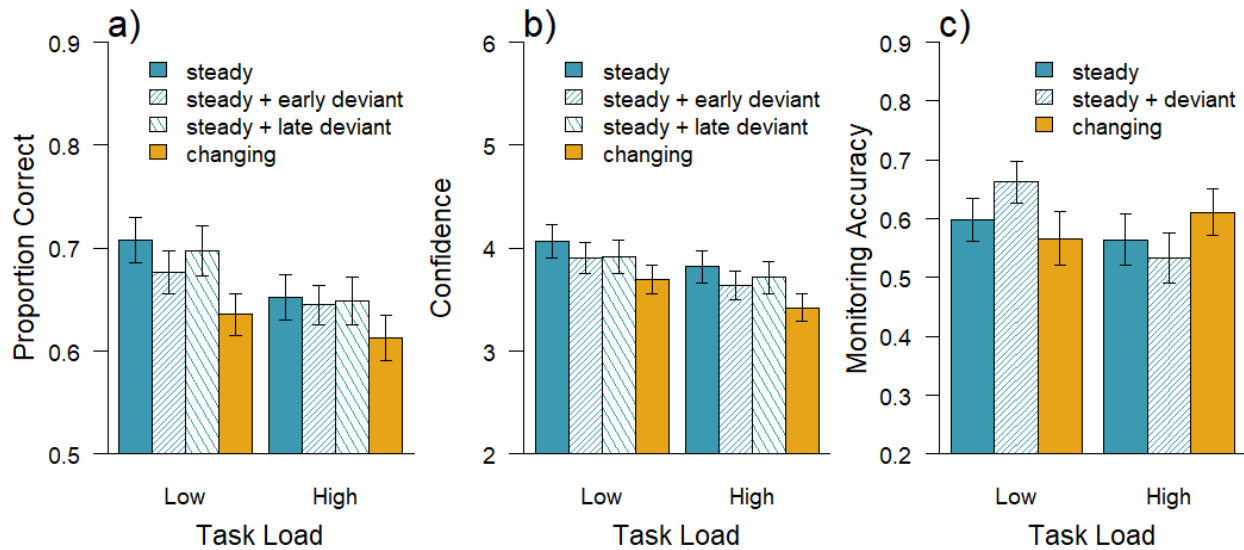 a)
Proportion Correct
0.9
0.8
0.7
0.6
0.5
steady
steady + early deviant
steady + late deviant
changing
Low
High
Task Load
b)
Confidence
6
5
4
3
2
steady
steady + early deviant
steady + late deviant
changing
Low
High
Task Load
c)
Monitoring Accuracy
0.9
0.8
0.7
0.6
0.5
0.4
0.3
0.2
steady
steady + deviant
changing
Low
High
Task Load